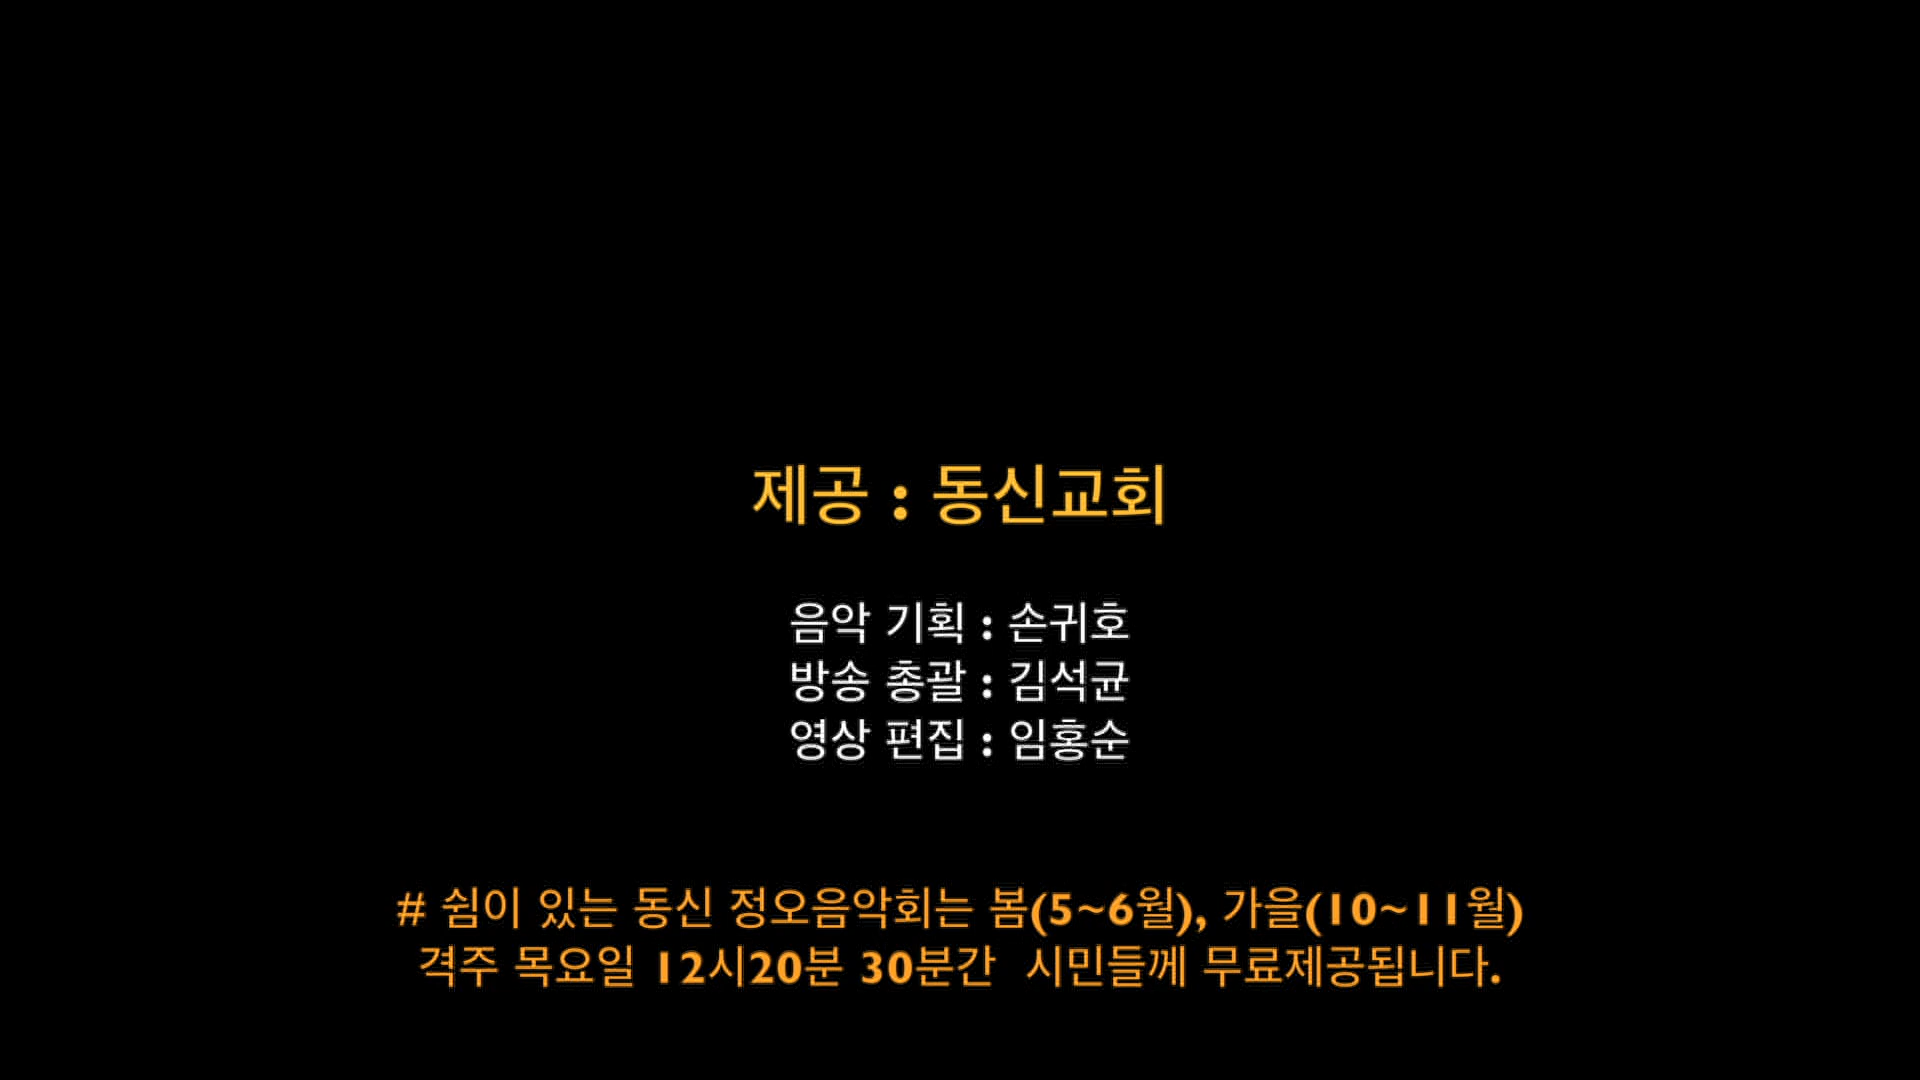 제공 : 동신교회
음악 기획 : 손귀호
방송 총괄 : 김석균
영상 편집 : 임홍순
# 쉼이 있는 동신 정오음악회는 봄(5~6월), 가을(10~11월)
격주 목요일 12시20분 30분간  시민들께 무료제공됩니다.